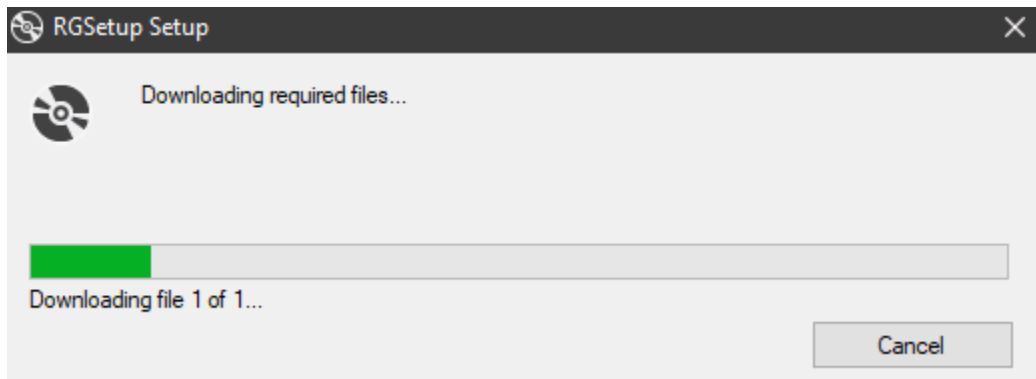 RGSetup Setup
Downloading required files...
Downloading file 1 of 1...
Cancel